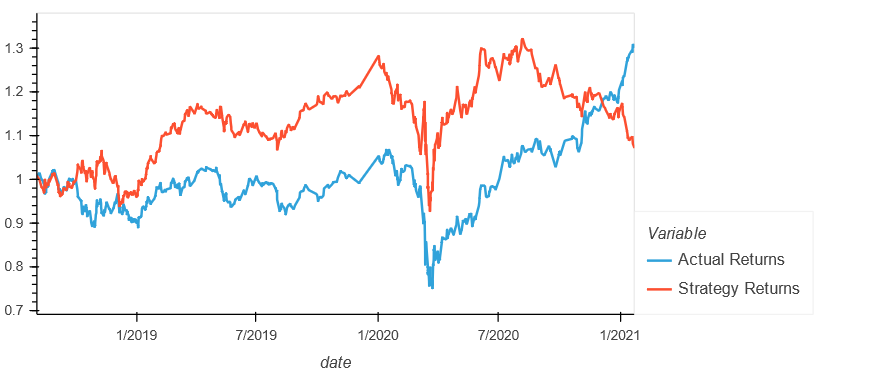 1.3
1.2
1.1
1
0.9
0.8
0.7
1/2019 7/2019 1/2020 7/2020 1/2021
date
Variable
Actual Returns
Strategy Returns